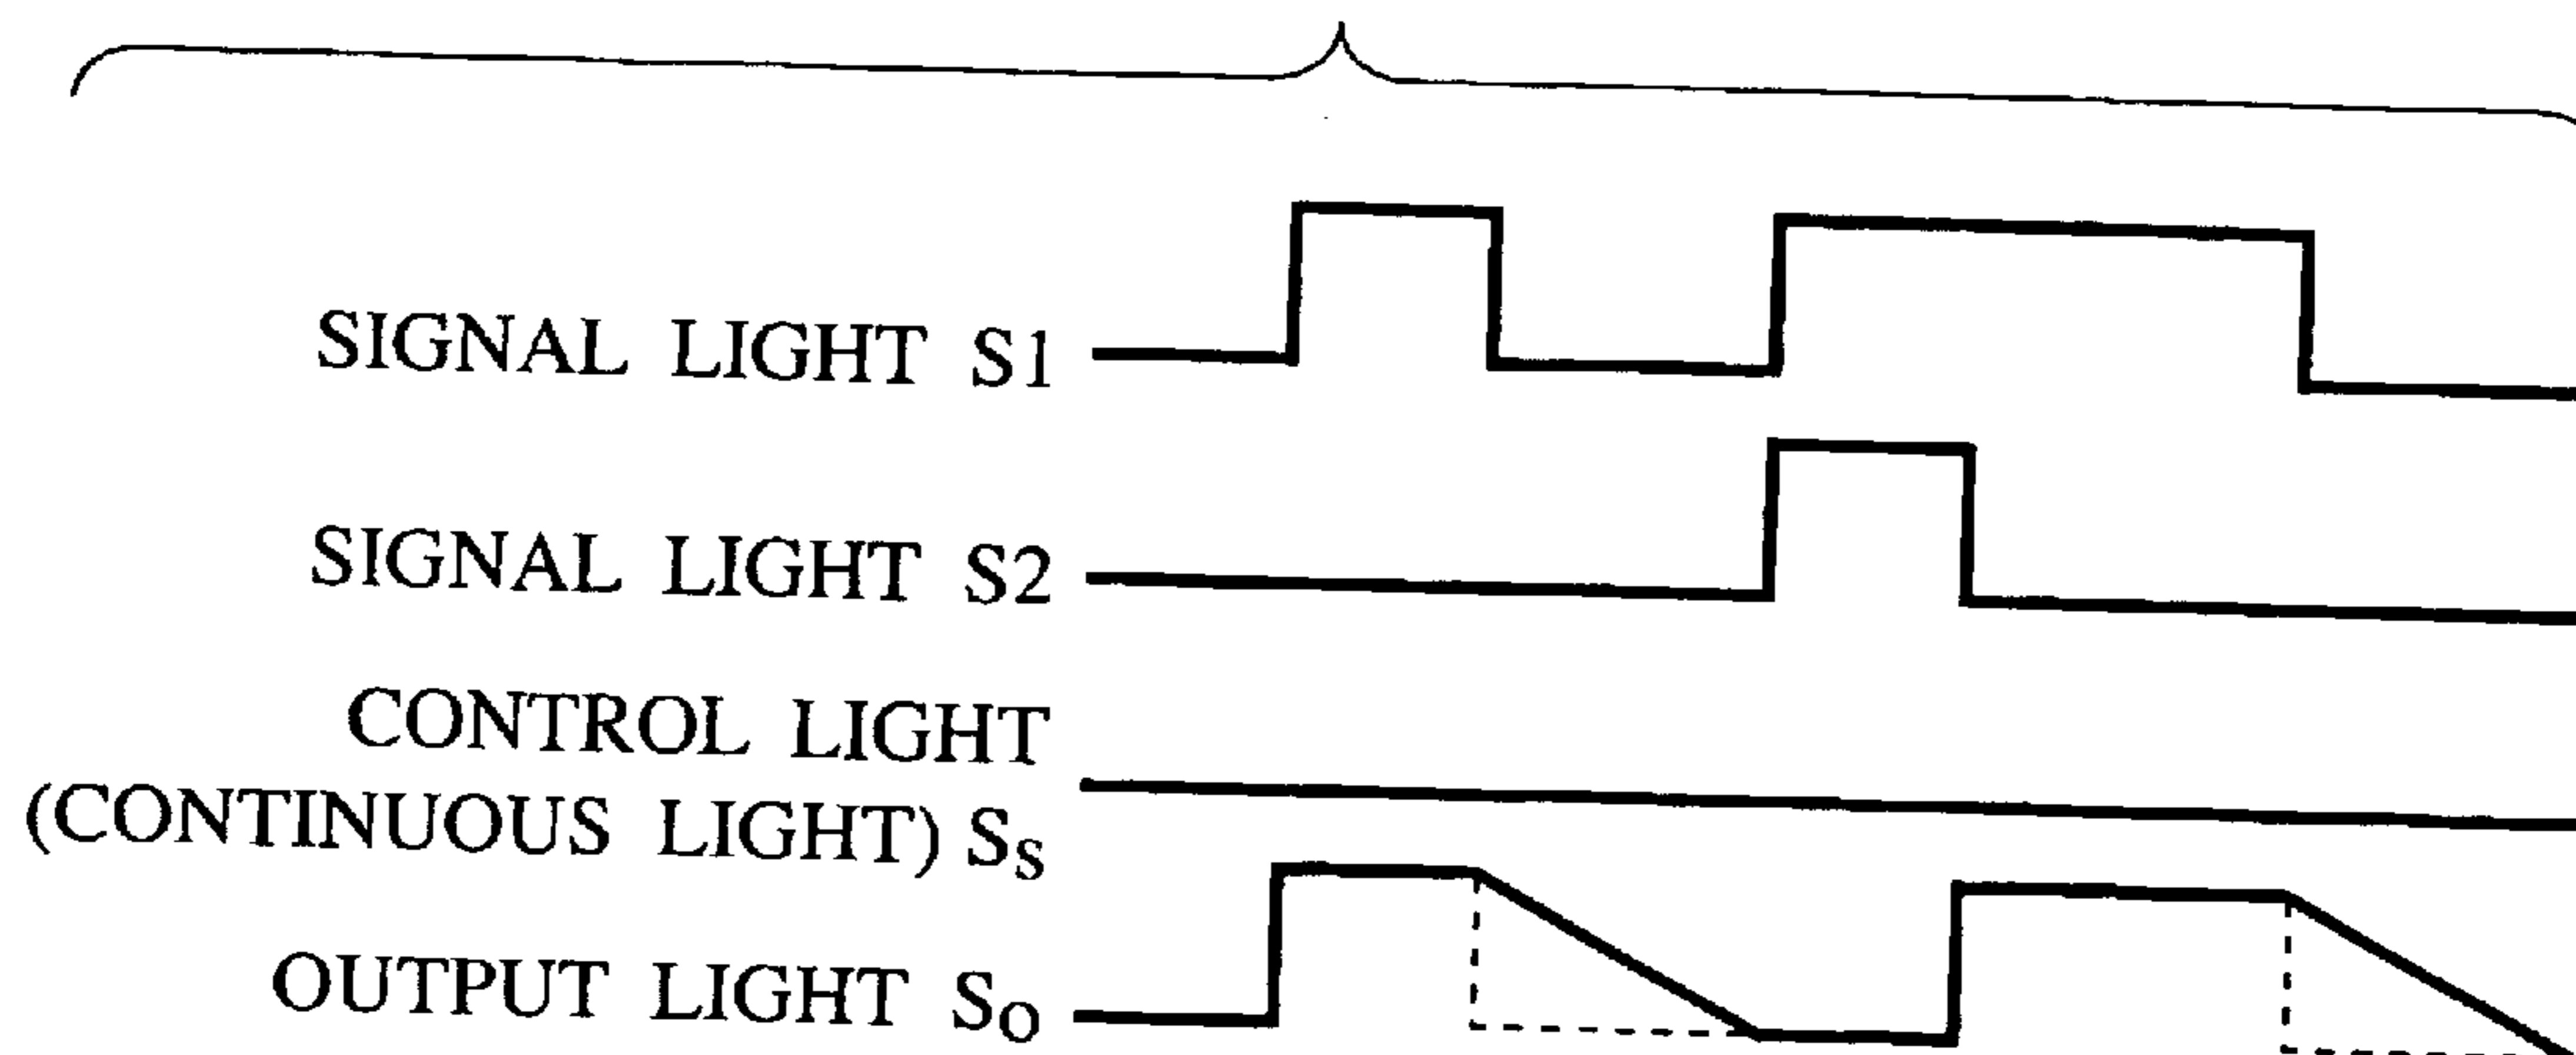 SIGNAL LIGHT S1
SIGNAL LIGHT S2
CONTROL LIGHT
(CONTINUOUS LIGHT) SS
OUTPUT LIGHT SO